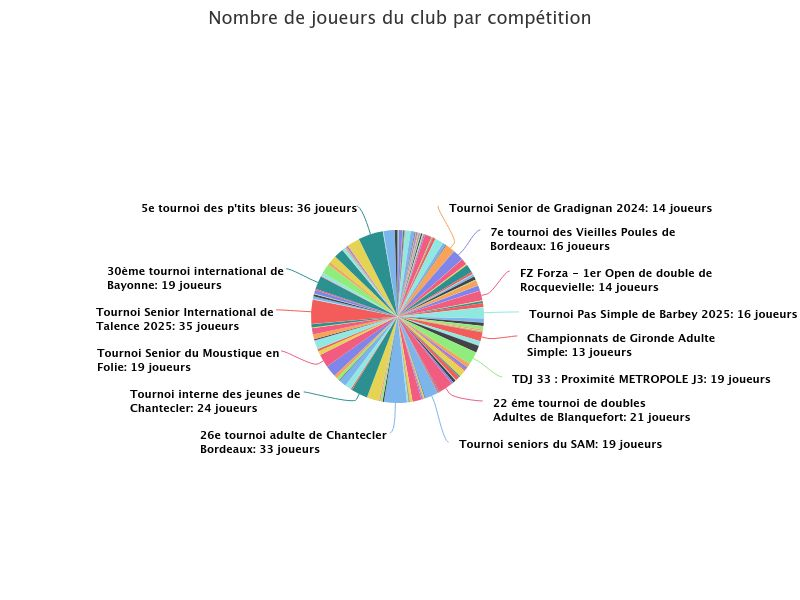 Nombre de joueurs du club par compétition
5e tournoi des p'tits bleus: 36 joueurs
Tournoi Senior de Gradignan 2024: 14 joueurs
7e tournoi des Vieilles Poules de
Bordeaux: 16 joueurs
30ème tournoi international de
Bayonne: 19 joueurs
FZ Forza - 1er Open de double de
Rocquevielle: 14 joueurs
Tournoi Senior International de
Talence 2025: 35 joueurs
Tournoi Pas Simple de Barbey 2025: 16 joueurs
Championnats de Gironde Adulte
Simple: 13 joueurs
Tournoi Senior du Moustique en
Folie: 19 joueurs
TDJ 33 : Proximité METROPOLE J3: 19 joueurs
Tournoi interne des jeunes de
Chantecler: 24 joueurs
22 éme tournoi de doubles
Adultes de Blanquefort: 21 joueurs
26e tournoi adulte de Chantecler
Bordeaux: 33 joueurs
Tournoi seniors du SAM: 19 joueurs